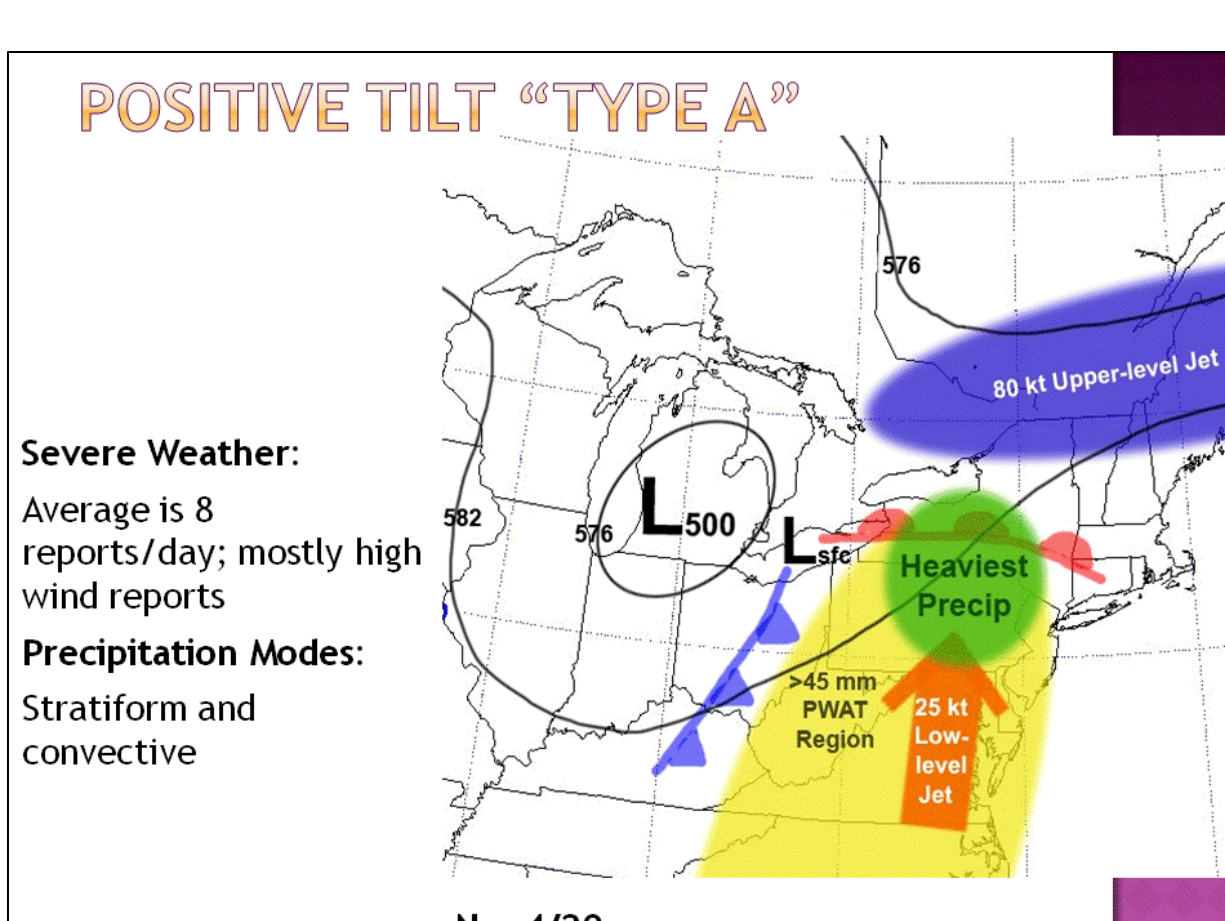 POSITIVE TILT “TYPE A”
576
80 kt Upper-level Jet
Severe Weather:
Average is 8
reports/day; mostly high
wind reports
Precipitation Modes:
Stratiform and
convective
582
576
L500
Lsfc
Heaviest
Precip
>45 mm
PWAT
Region
25 kt
Low-
level
Jet